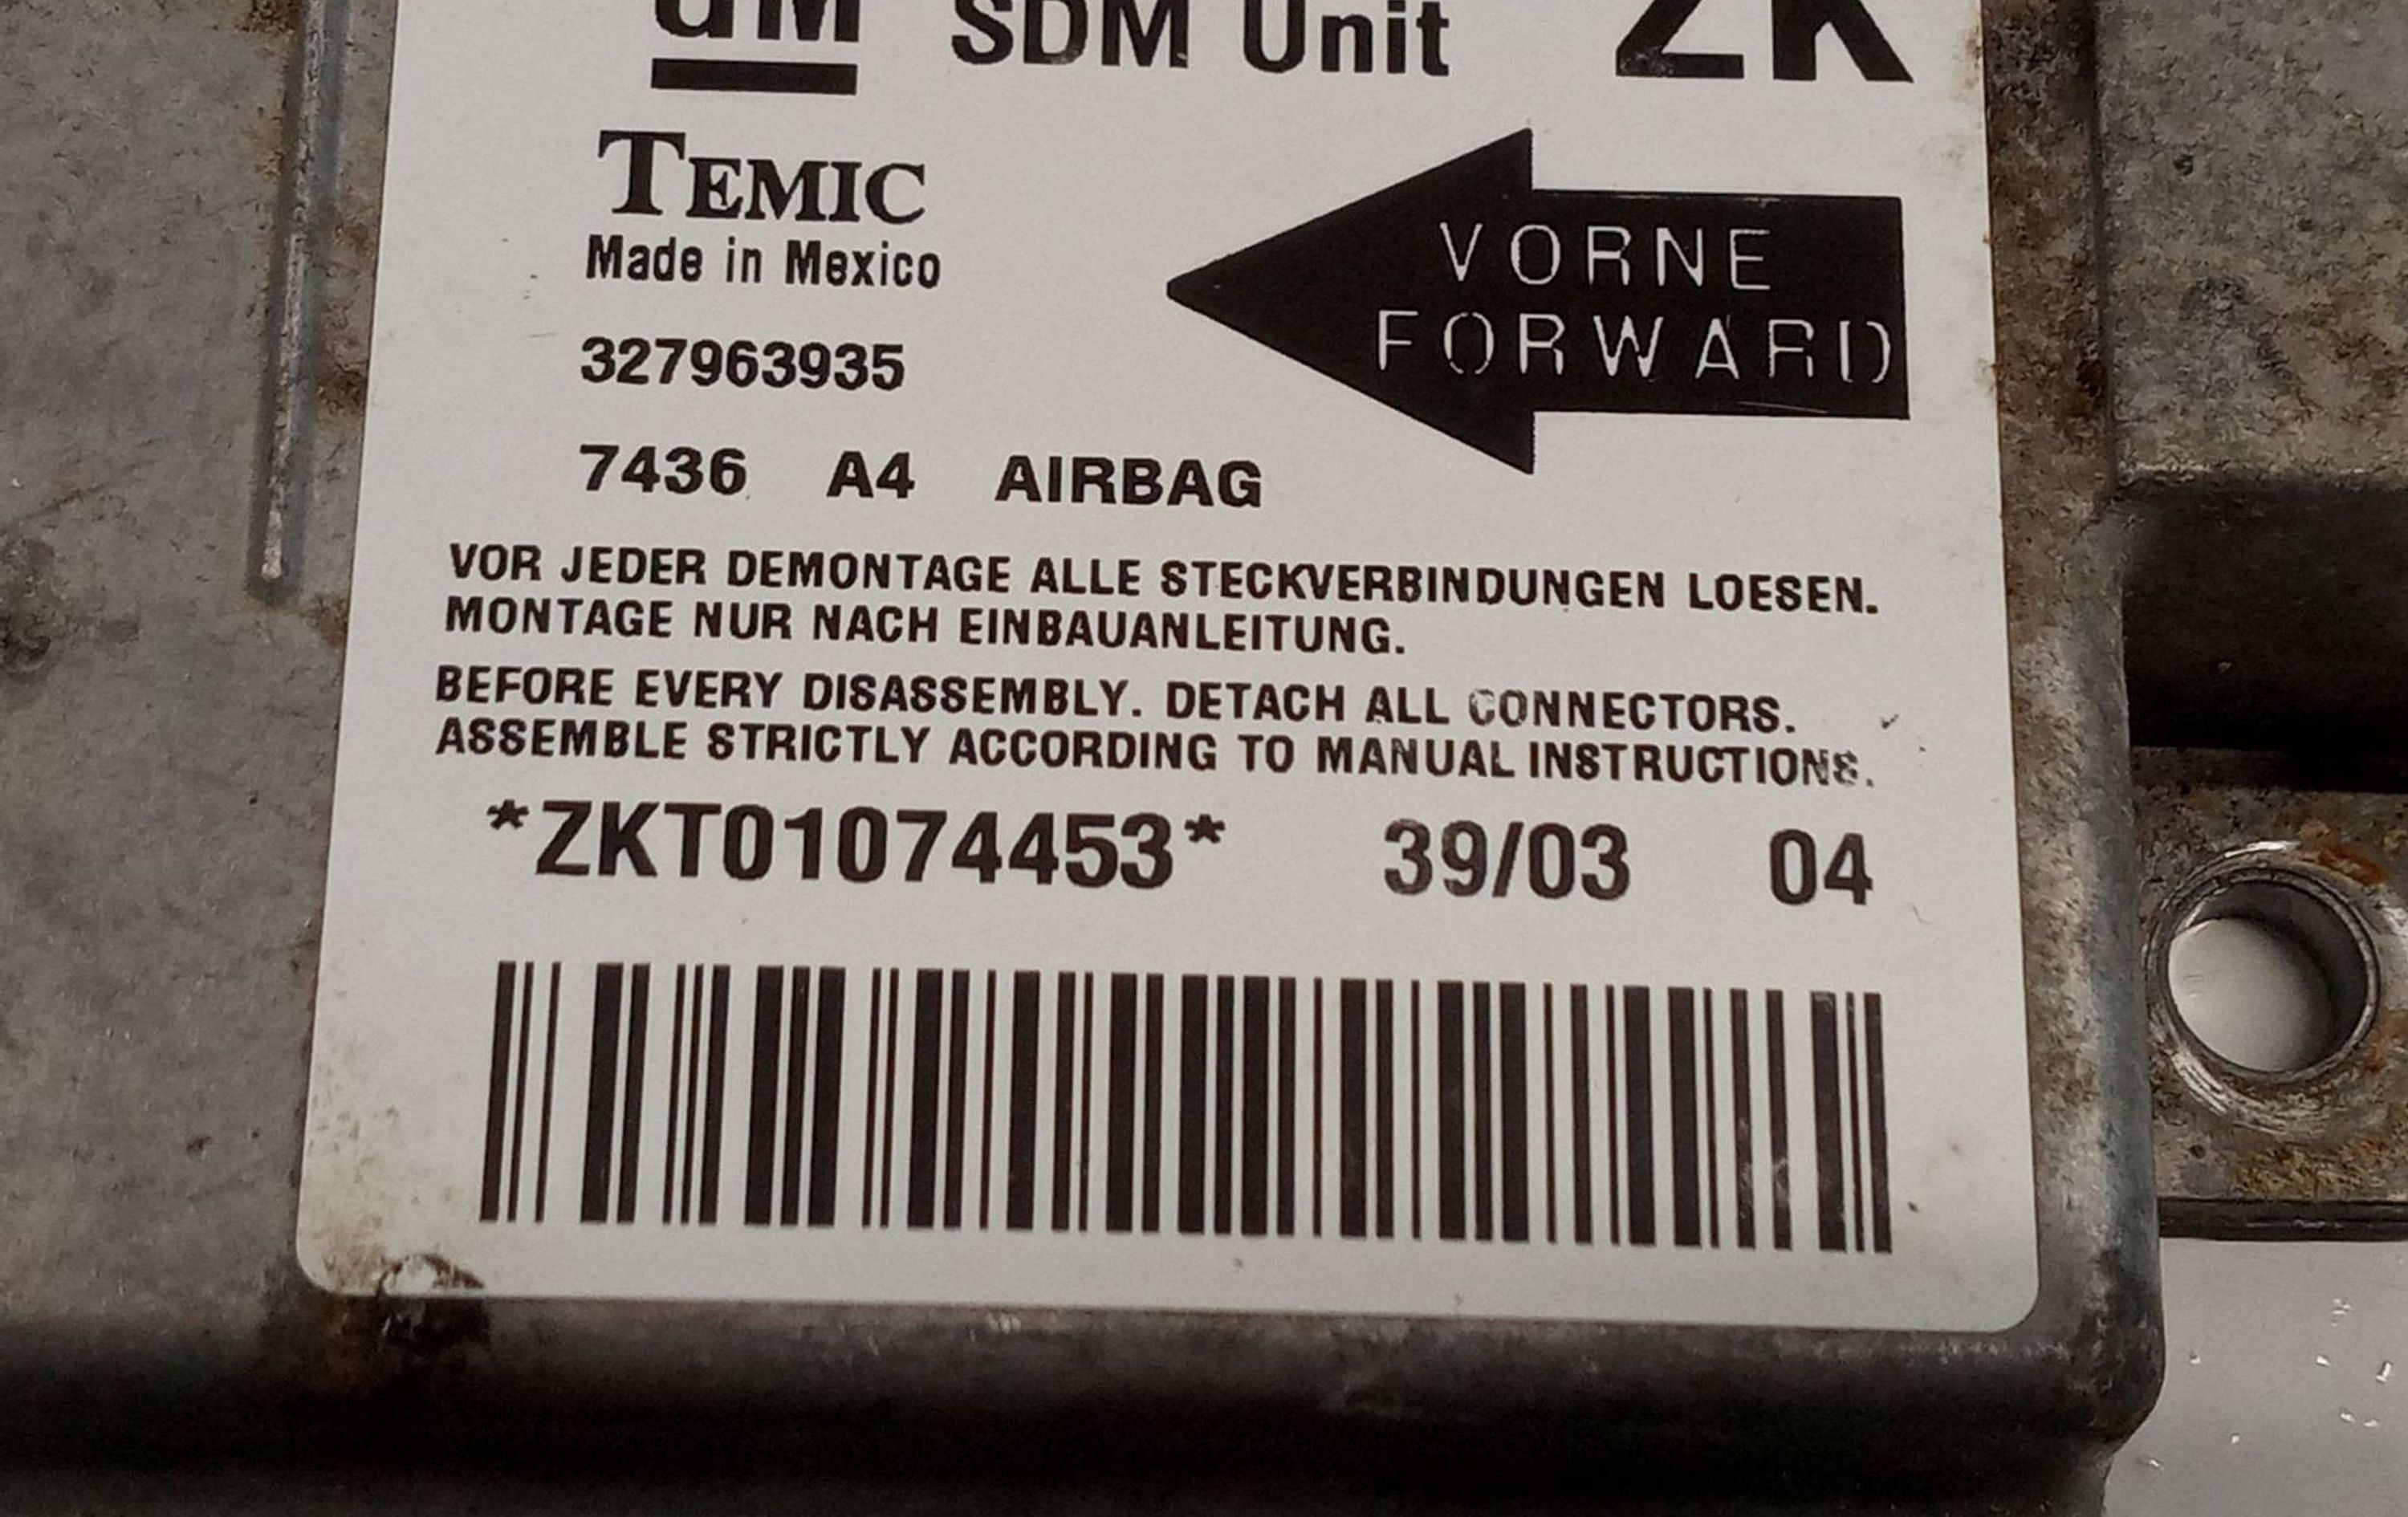 GM SDM Unit ZK
TEMIC
Made in Mexico
VORNE
FORWARD
327963935
7436 A4 AIRBAG
VOR JEDER DEMONTAGE ALLE STECKVERBINDUNGEN LOESEN.
MONTAGE NUR NACH EINBAUANLEITUNG.
BEFORE EVERY DISASSEMBLY. DETACH ALL CONNECTORS.
ASSEMBLE STRICTLY ACCORDING TO MANUAL INSTRUCTIONS.
*ZKT01074453* 39/03 04